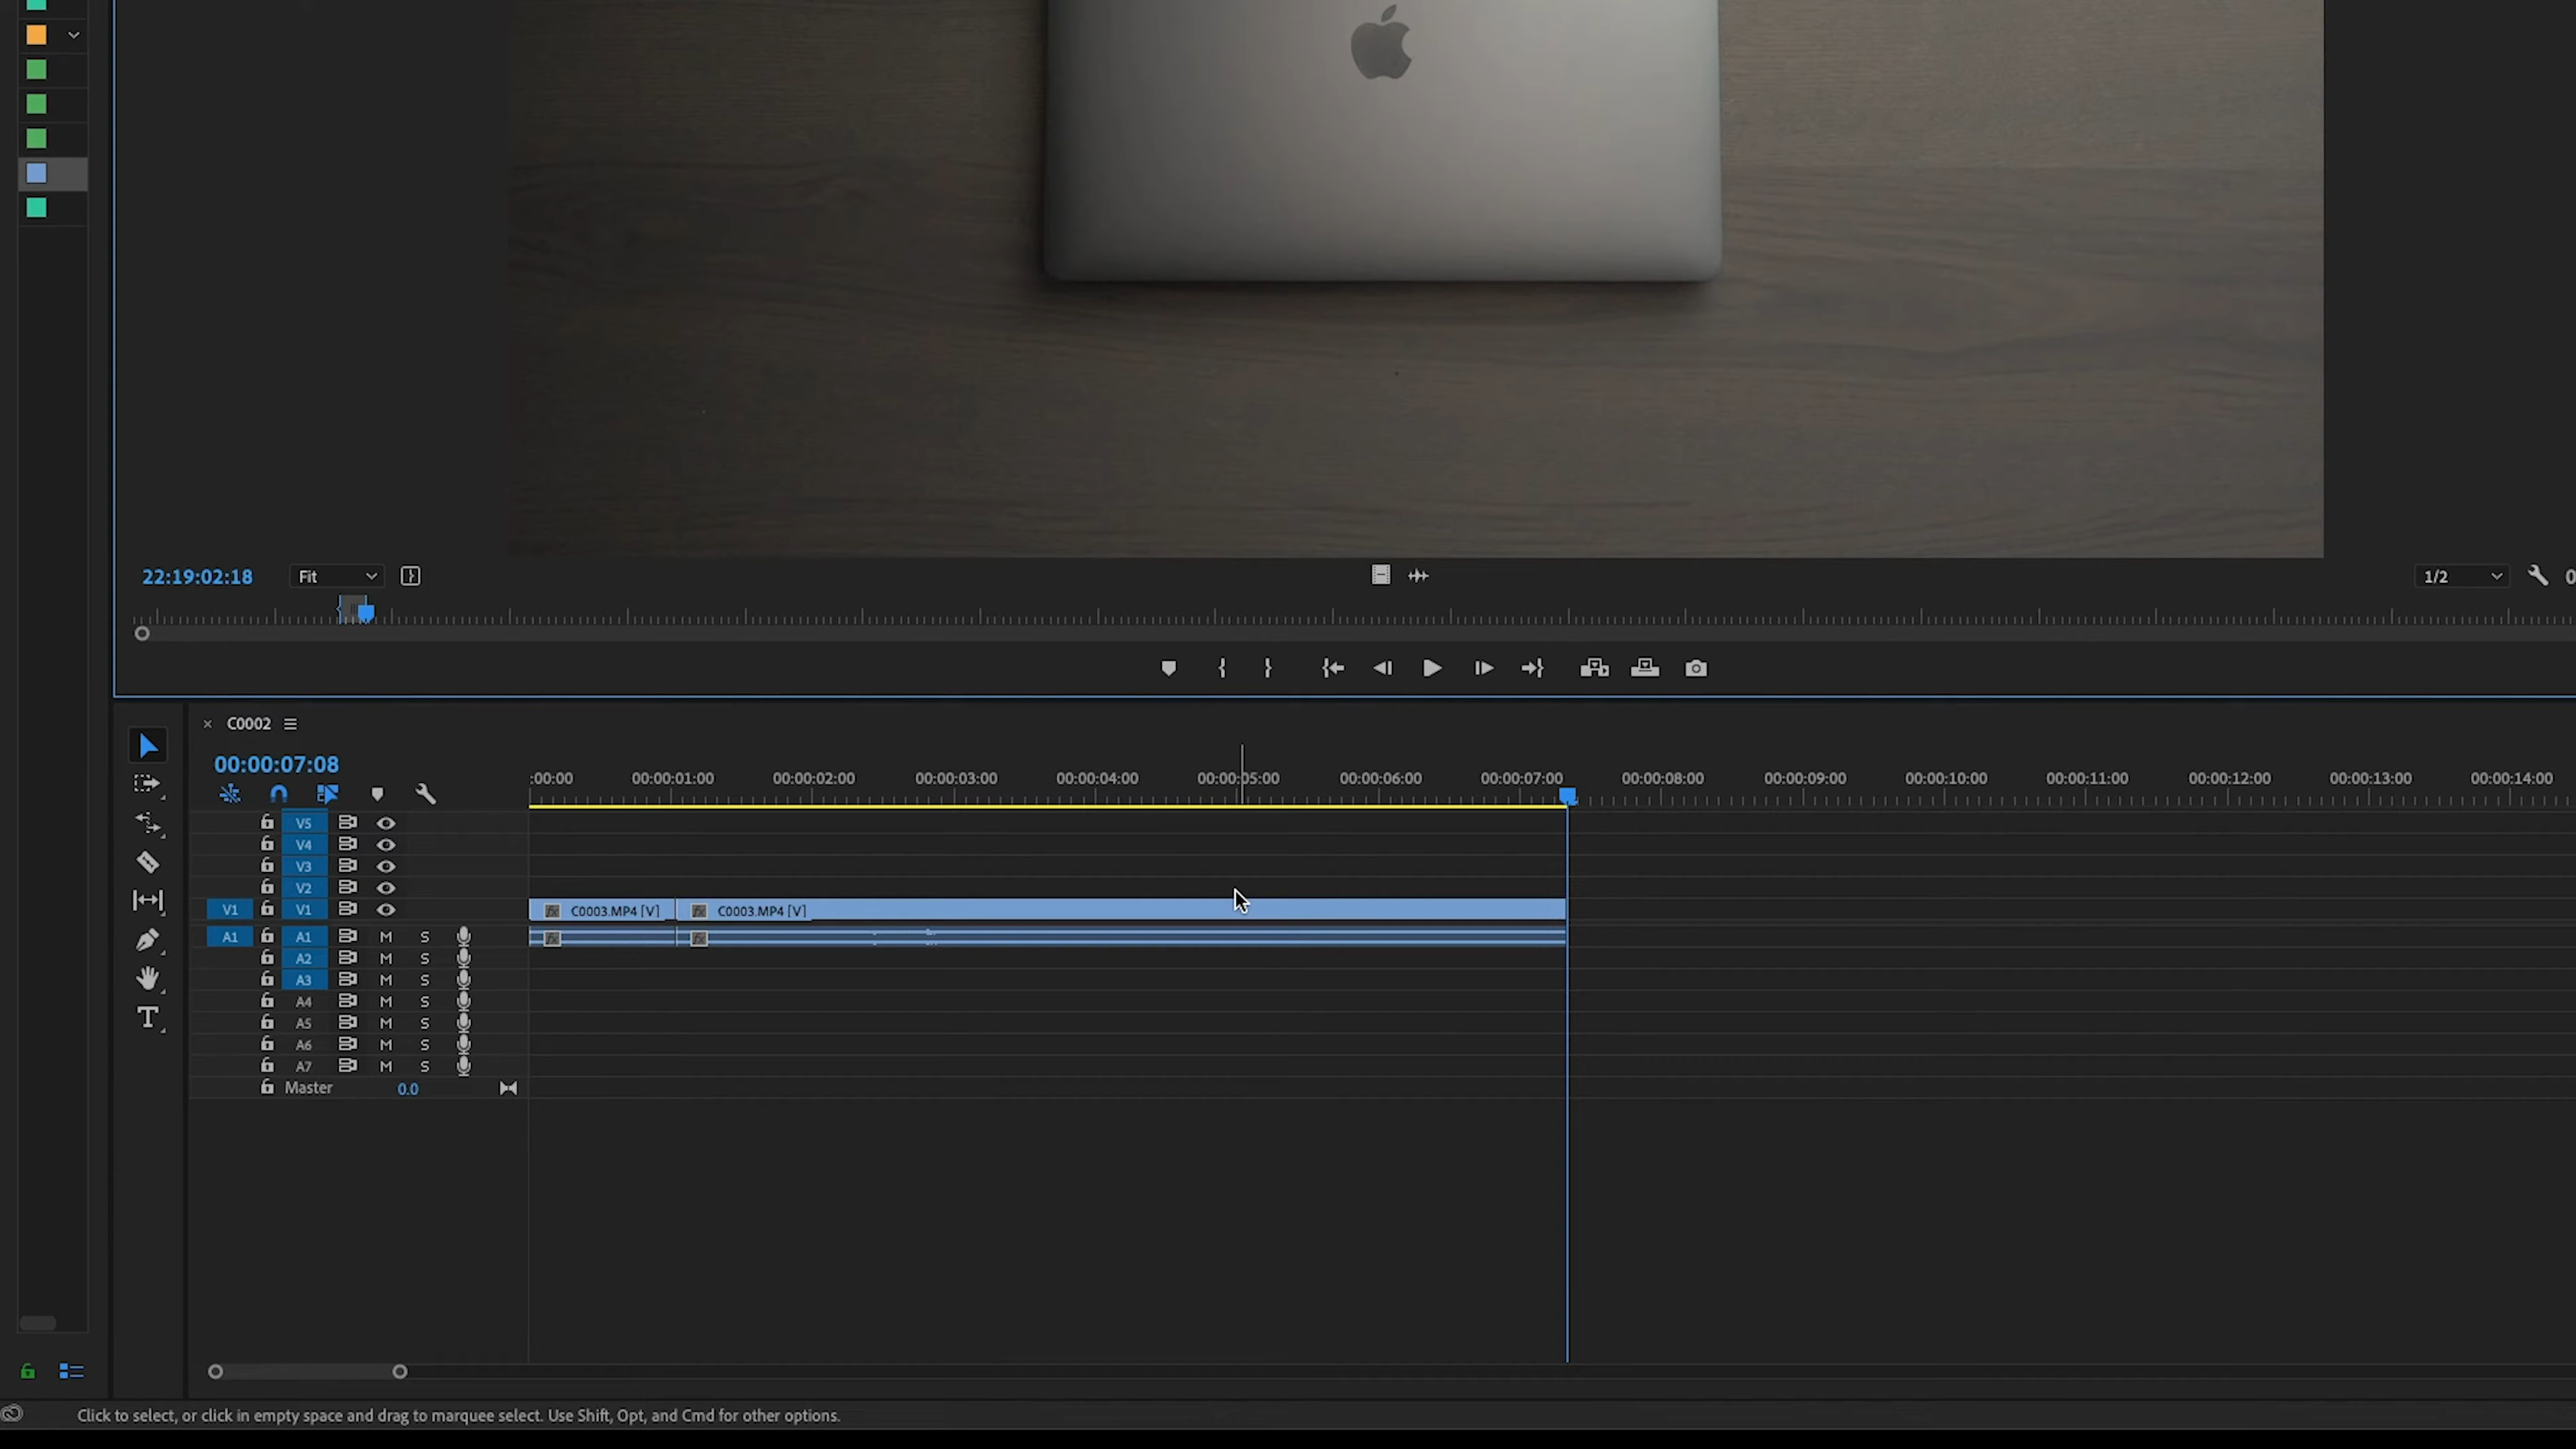 22:19:02:18 Fit 1/2 0
C0002
00:00:07:08
:00:00 00:00:01:00 00:00:02:00 00:00:03:00 00:00:04:00 00:00:05:00 00:00:06:00 00:00:07:00 00:00:08:00 00:00:09:00 00:00:10:00 00:00:11:00 00:00:12:00 00:00:13:00 00:00:14:00
V5
V4
V3
V2
V1 V1 fx C0003.MP4 [V] fx C0003.MP4 [V]
A1 A1 M S fx fx
A2 M S
A3 M S
A4 M S
A5 M S
A6 M S
A7 M S
Master 0.0
T
Click to select, or click in empty space and drag to marquee select. Use Shift, Opt, and Cmd for other options.